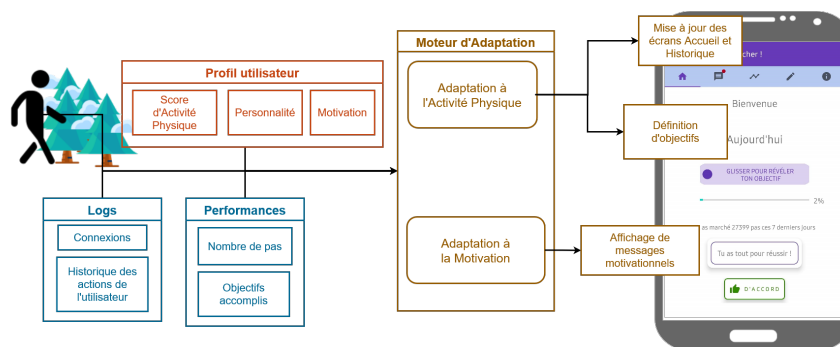 Profil utilisateur
Score
d'Activité
Physique
Personnalité
Motivation
Logs
Connexions
Historique des
actions de
l'utilisateur
Performances
Nombre de pas
Objectifs
accomplis
Moteur d'Adaptation
Adaptation à
l'Activité Physique
Adaptation à
la Motivation
Mise à jour des
écrans Accueil et
Historique
Définition
d'objectifs
Affichage de
messages
motivationnels
cher !
Bienvenue
Aujourd'hui
GLISSER POUR RÉVÉLER
TON OBJECTIF
2%
as marché 27599 pas ces 7 derniers jours
Tu as tout pour réussir !
D'ACCORD